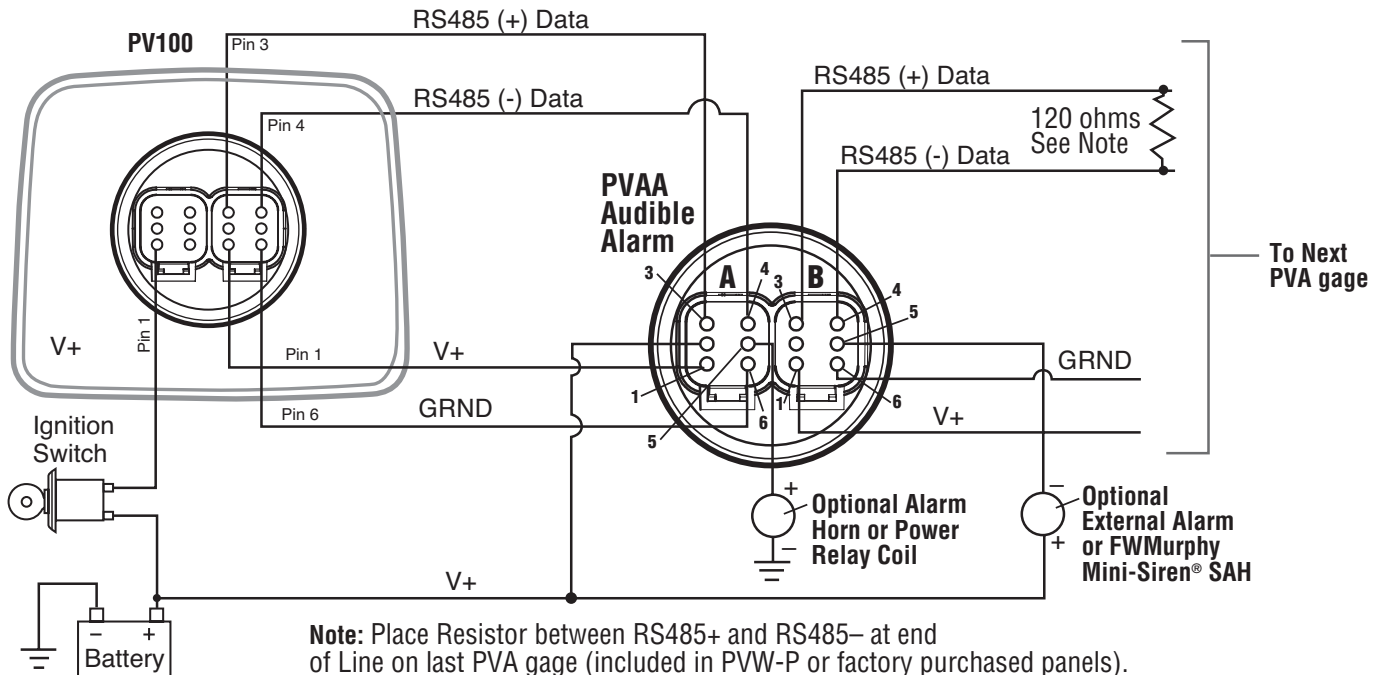 RS485 (+) Data
PV100
Pin 3
RS485 (+) Data
RS485 (-) Data
120 ohms
See Note
Pin 4
RS485 (-) Data
PVAA
Audible
Alarm
To Next
PVA gage
3
A
4
3
B
4
5
V+
Pin 1
Pin 1
V+
GRND
1
Pin 6
GRND
5
6
1
6
V+
Ignition
Switch
+
Optional Alarm
Horn or Power
Relay Coil
–
–
Optional
External Alarm
or FWMurphy
Mini-Siren® SAH
+
V+
– +
Battery
Note: Place Resistor between RS485+ and RS485– at end
of Line on last PVA gage (included in PVW-P or factory purchased panels).